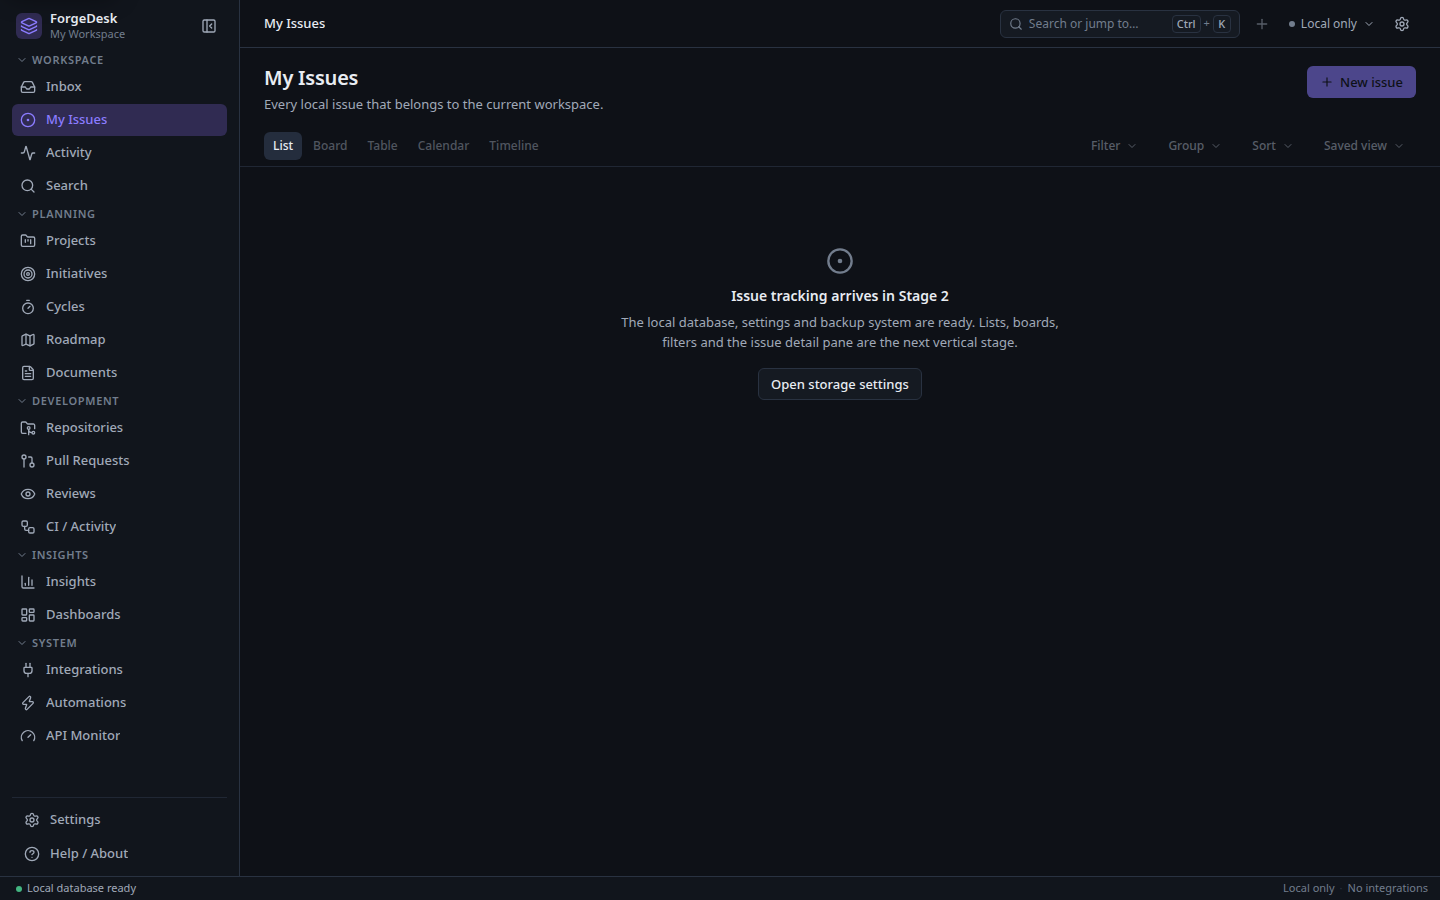 ForgeDesk
My Workspace
WORKSPACE
Inbox
My Issues
Activity
Search
PLANNING
Projects
Initiatives
Cycles
Roadmap
Documents
DEVELOPMENT
Repositories
Pull Requests
Reviews
CI / Activity
INSIGHTS
Insights
Dashboards
SYSTEM
Integrations
Automations
API Monitor
Settings
Help / About
My Issues
Search or jump to... Ctrl + K
Local only
My Issues
Every local issue that belongs to the current workspace.
New issue
List Board Table Calendar Timeline
Filter Group Sort Saved view
Issue tracking arrives in Stage 2
The local database, settings and backup system are ready. Lists, boards,
filters and the issue detail pane are the next vertical stage.
Open storage settings
Local database ready
Local only · No integrations